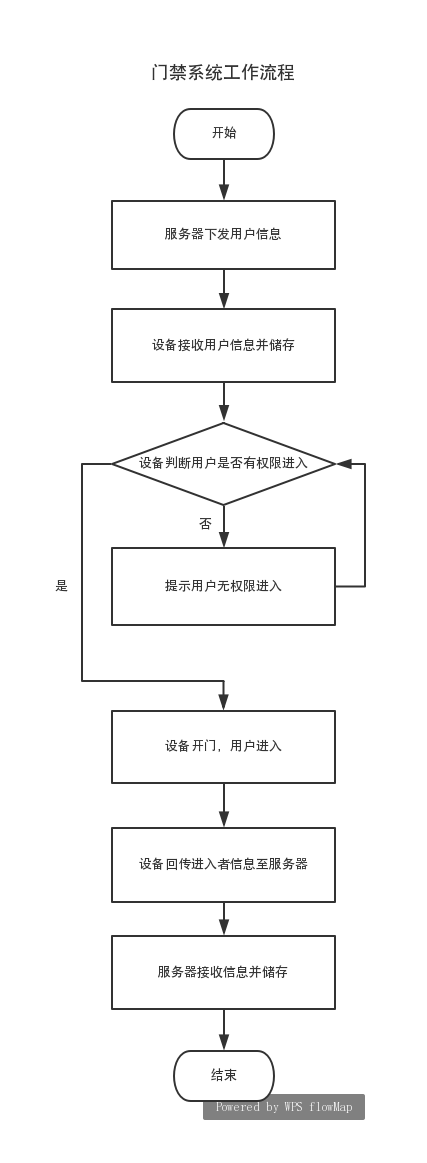 门禁系统工作流程
开始
服务器下发用户信息
设备接收用户信息并储存
设备判断用户是否有权限进入
否
提示用户无权限进入
是
设备开门，用户进入
设备回传进入者信息至服务器
服务器接收信息并储存
结束
Powered by WPS flowMap